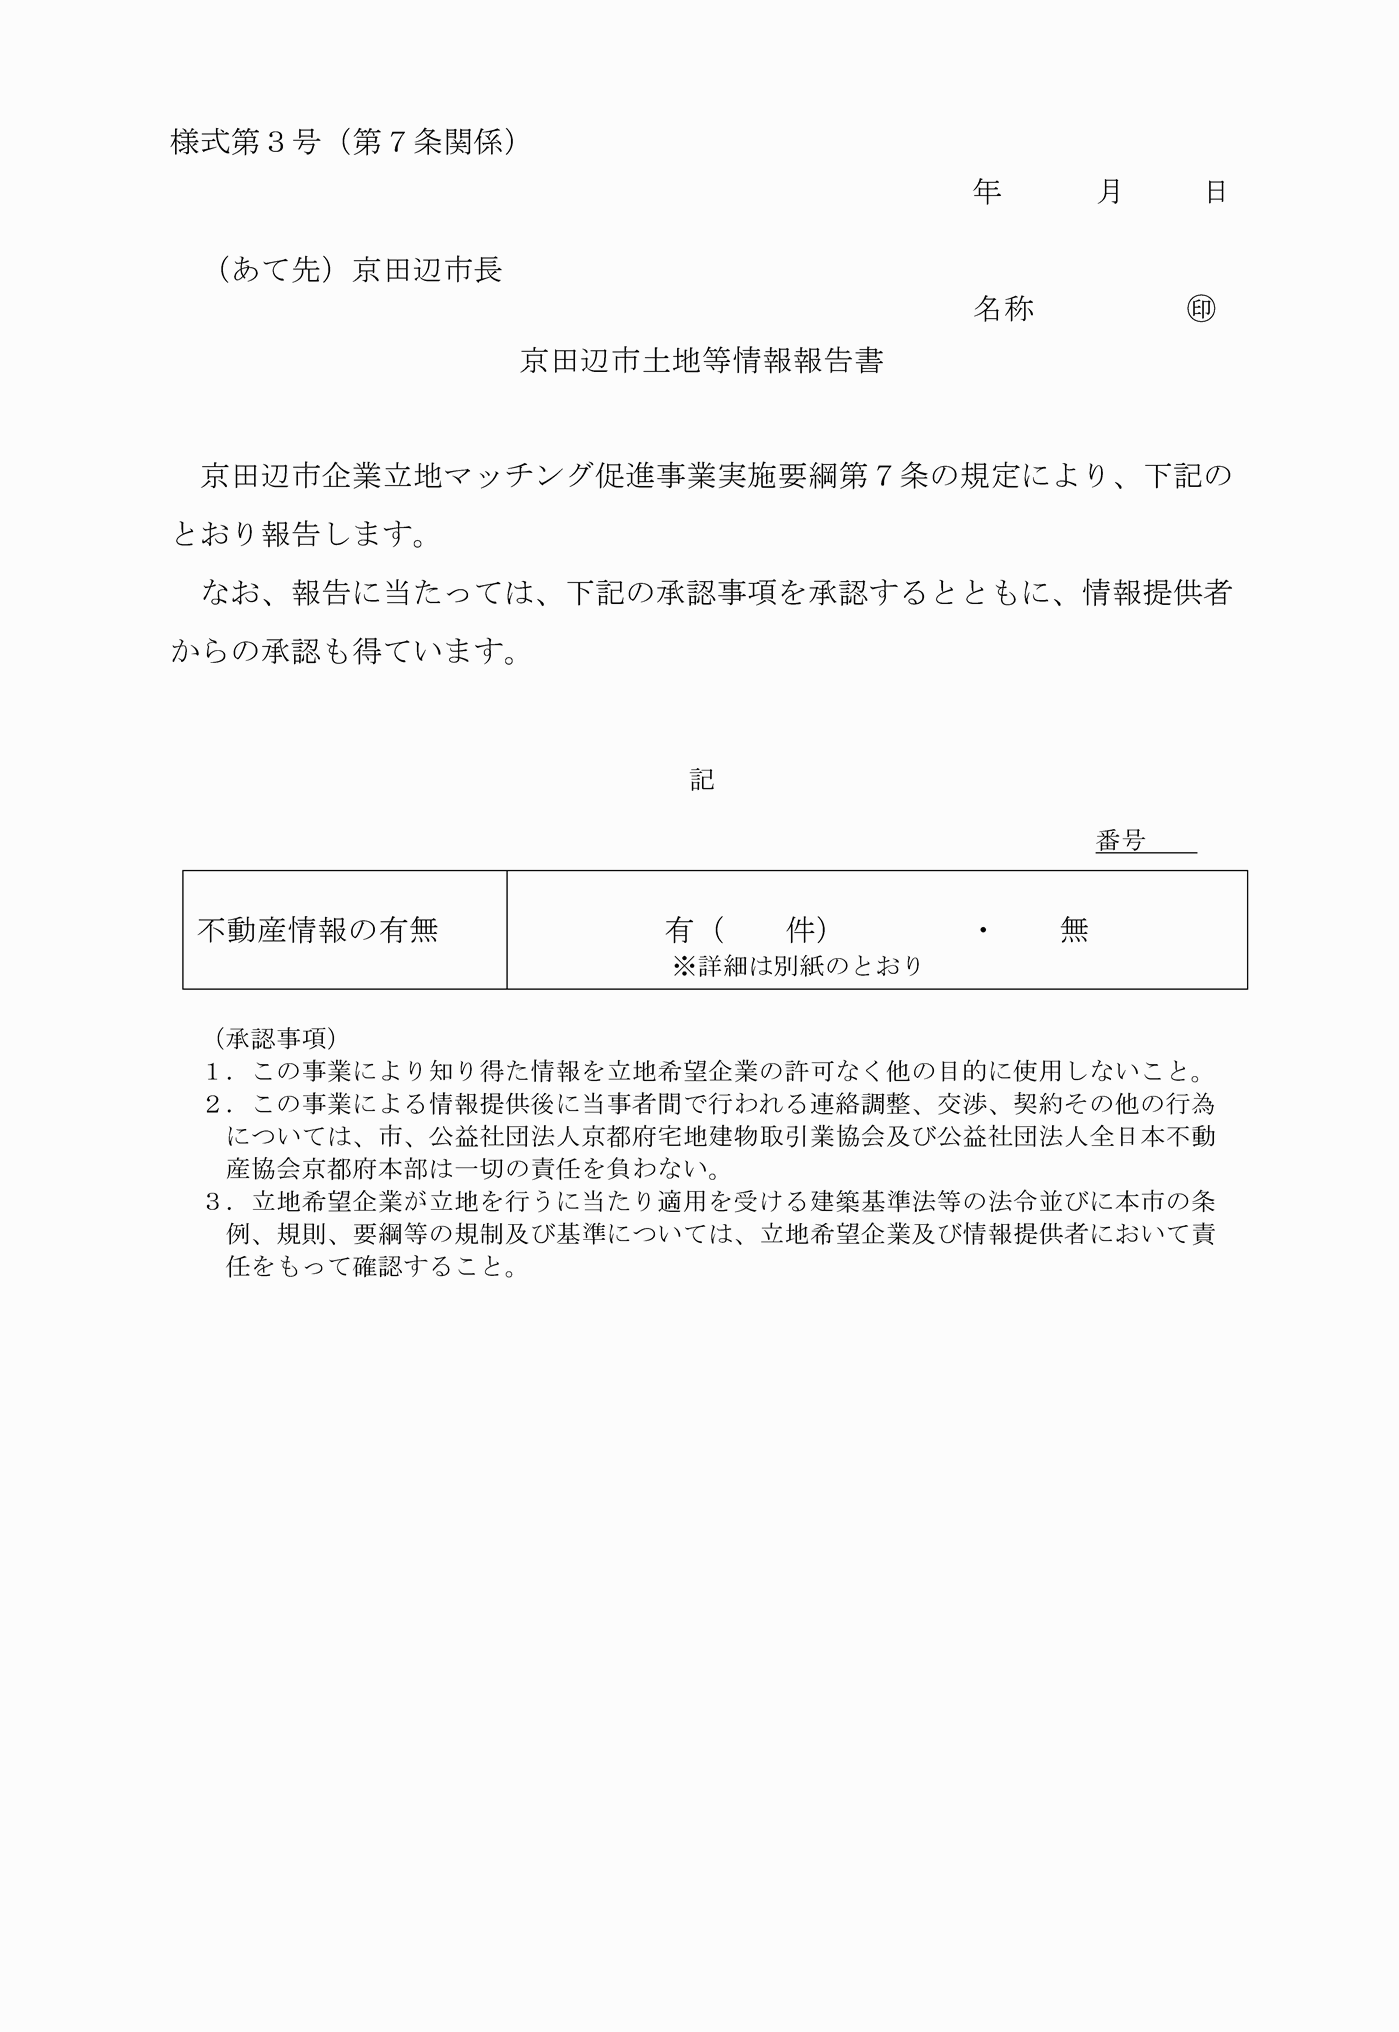 様式第３号（第７条関係）
年　　　月　　　日
（あて先）京田辺市長
名称　　　　　㊞
京田辺市土地等情報報告書
京田辺市企業立地マッチング促進事業実施要綱第７条の規定により、下記の
とおり報告します。
なお、報告に当たっては、下記の承認事項を承認するとともに、情報提供者
からの承認も得ています。
記
番号
不動産情報の有無　　　有（　　件）　　　　・　　無
※詳細は別紙のとおり
（承認事項）
１．この事業により知り得た情報を立地希望企業の許可なく他の目的に使用しないこと。
２．この事業による情報提供後に当事者間で行われる連絡調整、交渉、契約その他の行為
については、市、公益社団法人京都府宅地建物取引業協会及び公益社団法人全日本不動
産協会京都府本部は一切の責任を負わない。
３．立地希望企業が立地を行うに当たり適用を受ける建築基準法等の法令並びに本市の条
例、規則、要綱等の規制及び基準については、立地希望企業及び情報提供者において責
任をもって確認すること。